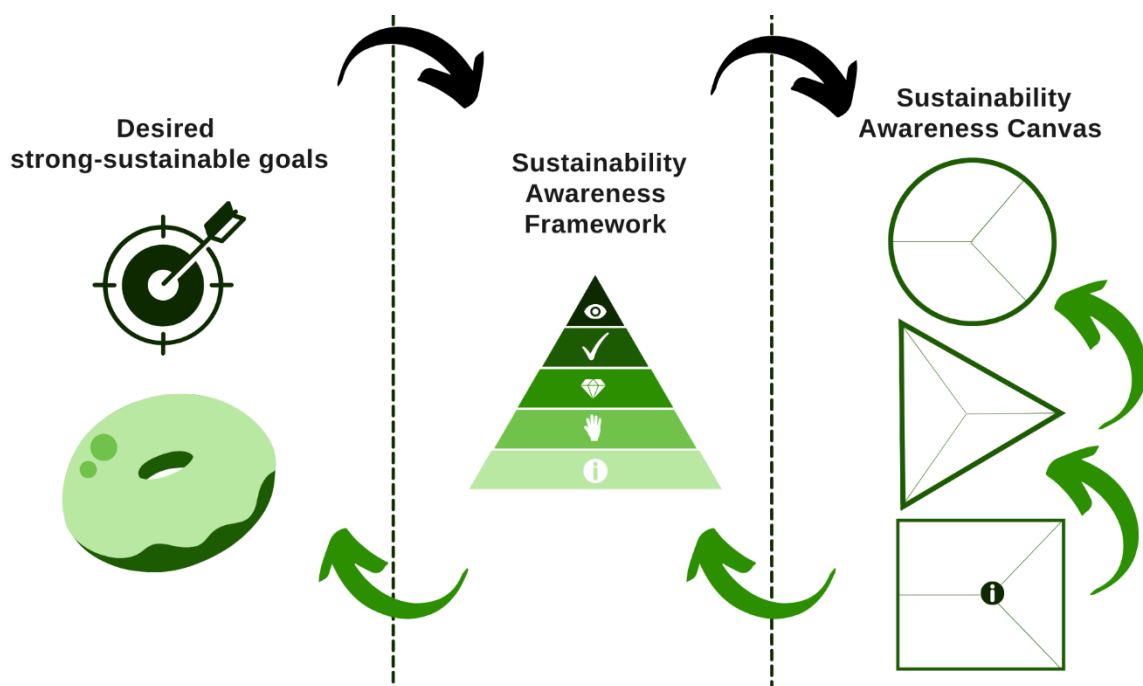 Desired
strong-sustainable goals
Sustainability
Awareness
Framework
Sustainability
Awareness Canvas